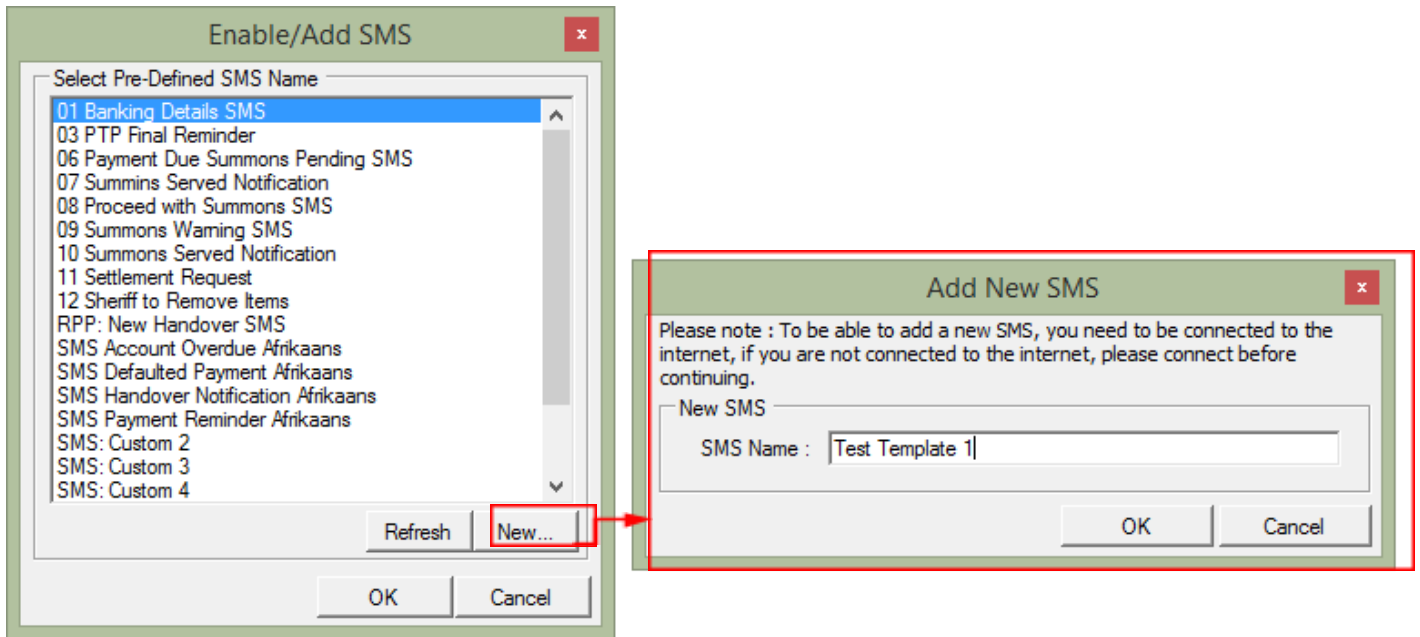 Enable/Add SMS
x
Select Pre-Defined SMS Name
01 Banking Details SMS
03 PTP Final Reminder
06 Payment Due Summons Pending SMS
07 Summins Served Notification
08 Proceed with Summons SMS
09 Summons Warning SMS
10 Summons Served Notification
11 Settlement Request
12 Sheriff to Remove Items
RPP: New Handover SMS
SMS Account Overdue Afrikaans
SMS Defaulted Payment Afrikaans
SMS Handover Notification Afrikaans
SMS Payment Reminder Afrikaans
SMS: Custom 2
SMS: Custom 3
SMS: Custom 4
Refresh New...
OK Cancel
Add New SMS
x
Please note : To be able to add a new SMS, you need to be connected to the
internet, if you are not connected to the internet, please connect before
continuing.
New SMS
SMS Name : Test Template 1
OK Cancel